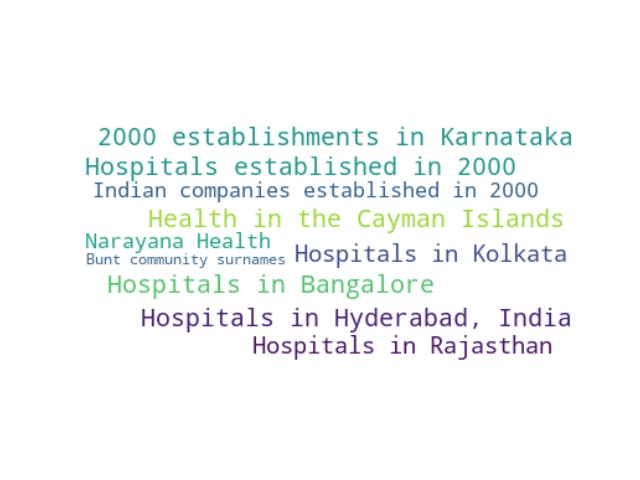 2000 establishments in Karnataka
Hospitals established in 2000
Indian companies established in 2000
Health in the Cayman Islands
Narayana Health
Bunt community surnames
Hospitals in Kolkata
Hospitals in Bangalore
Hospitals in Hyderabad, India
Hospitals in Rajasthan